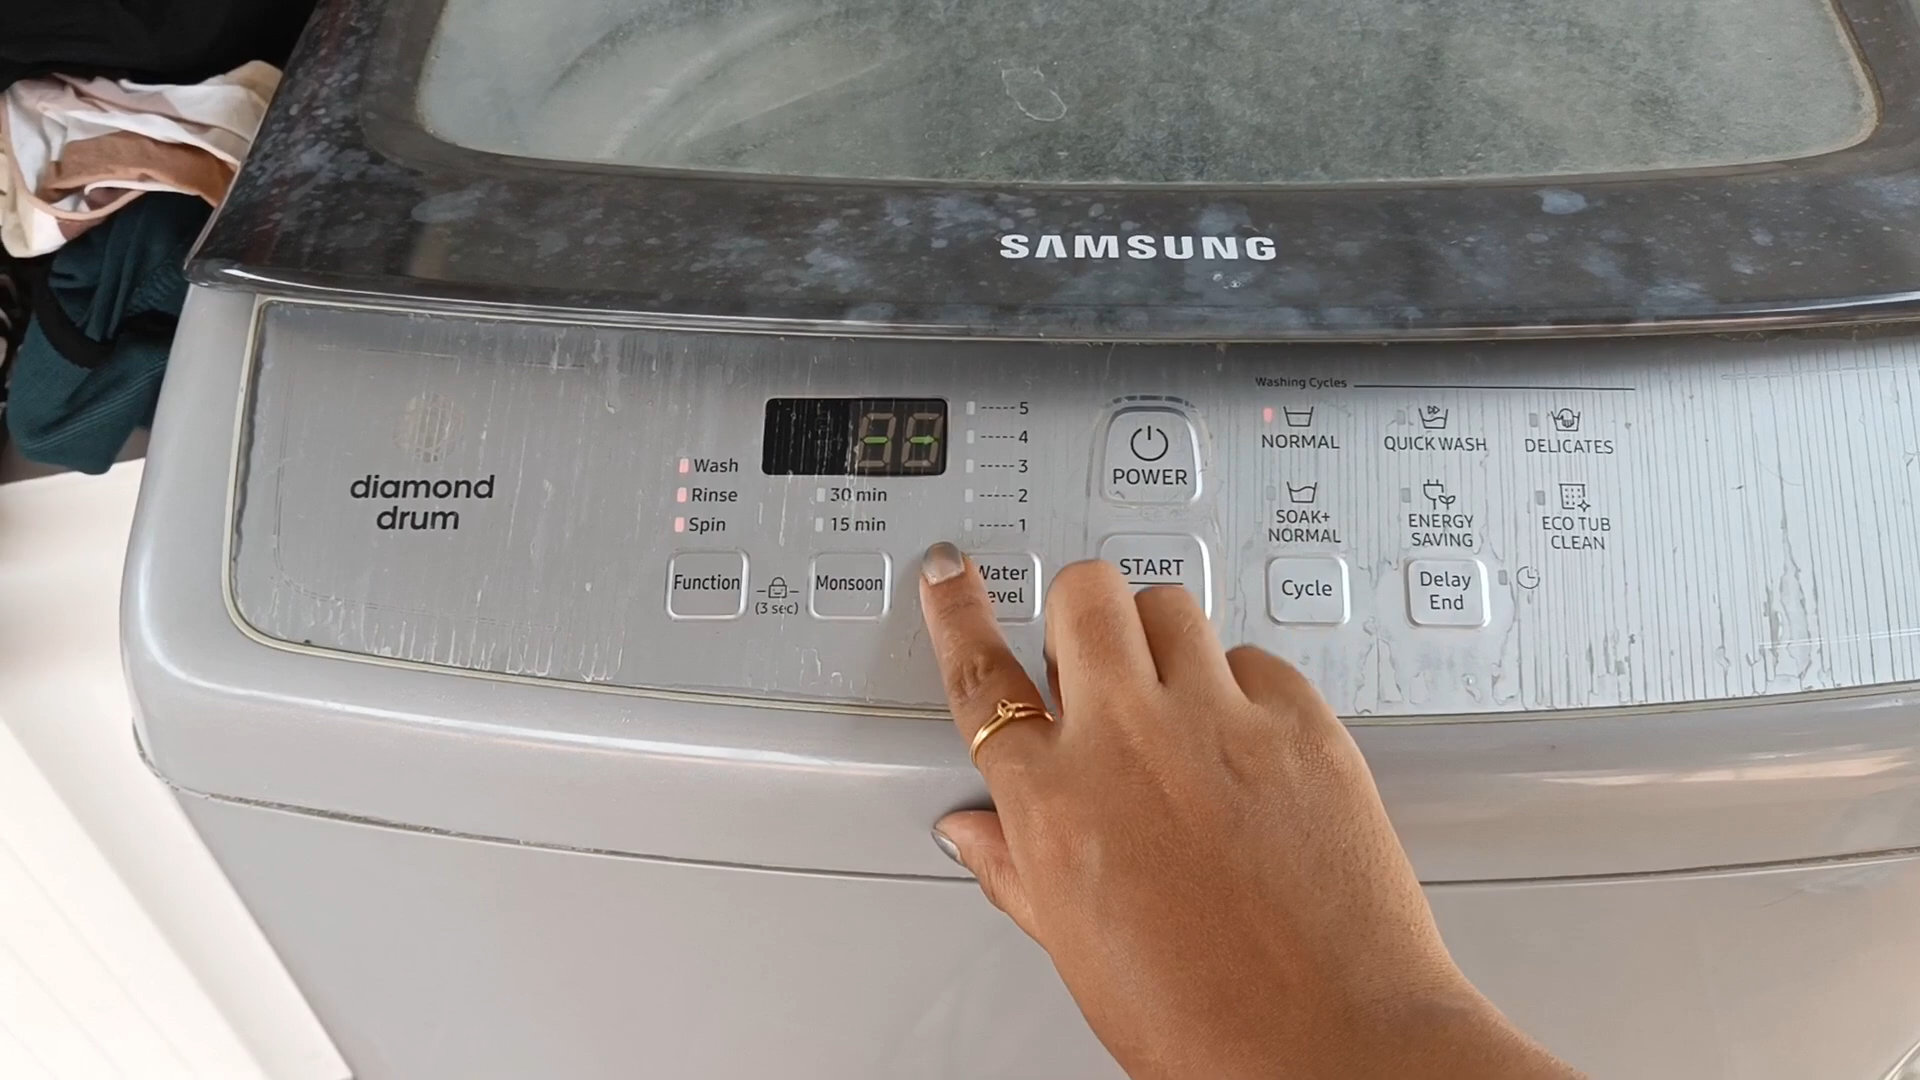 SAMSUNG
diamond
drum
Wash
Rinse
Spin
30 min
15 min
5
4
3
2
1
Function
(3 sec)
Monsoon
Water
POWER
START
Washing Cycles
NORMAL
QUICK WASH
DELICATES
SOAK+
NORMAL
ENERGY
SAVING
ECO TUB
CLEAN
Cycle
Delay
End